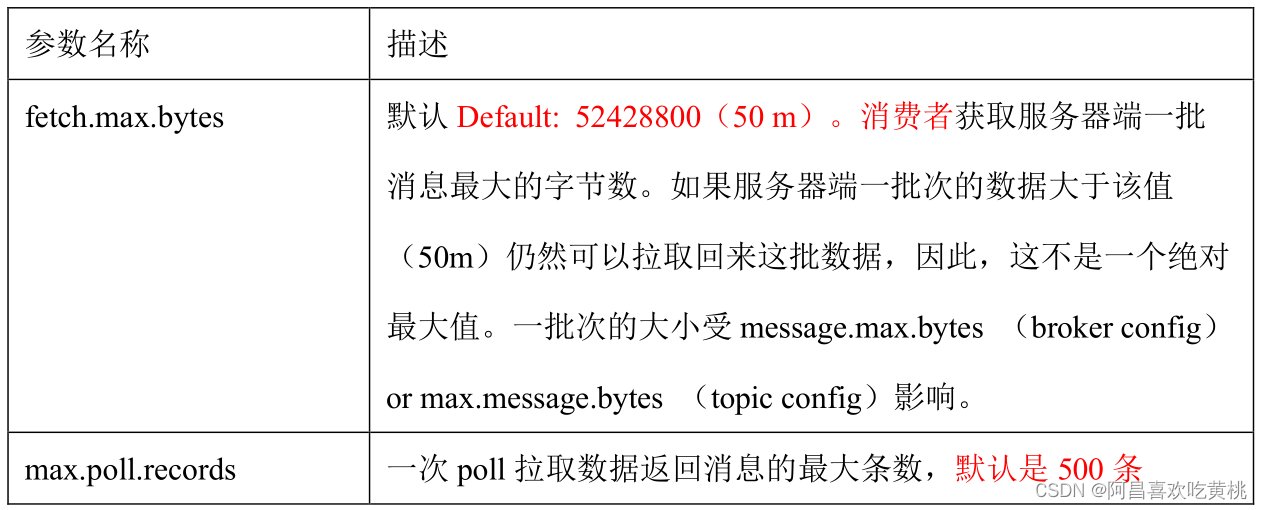 参数名称 描述
fetch.max.bytes 默认 Default: 52428800（50 m）。消费者获取服务器端一批
消息最大的字节数。如果服务器端一批次的数据大于该值
（50m）仍然可以拉取回来这批数据，因此，这不是一个绝对
最大值。一批次的大小受 message.max.bytes （broker config）
or max.message.bytes （topic config）影响。
max.poll.records 一次 poll 拉取数据返回消息的最大条数，默认是 500 条
CSDN @阿昌喜欢吃黄桃